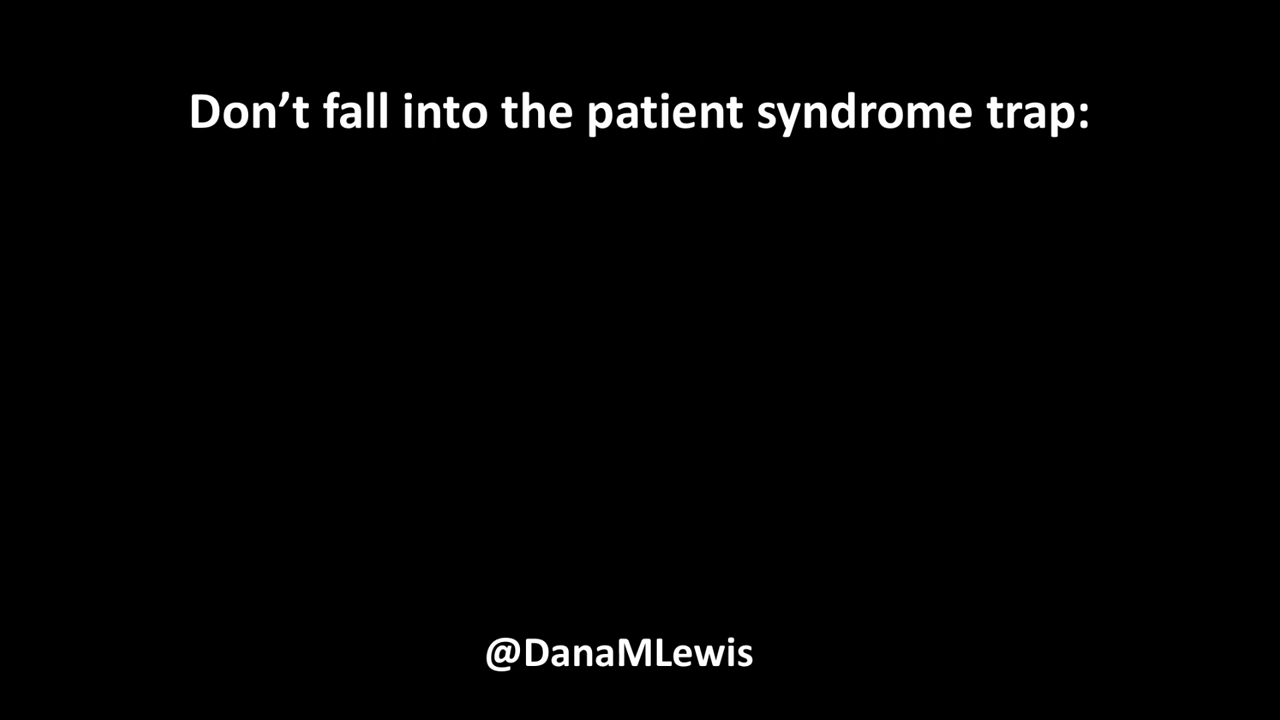 Don’t fall into the patient syndrome trap:
@DanaMLewis